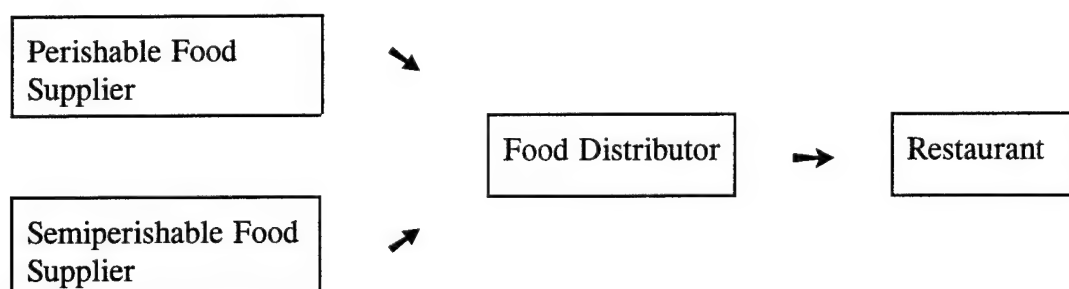 Perishable Food
Supplier
Food Distributor
Restaurant
Semiperishable Food
Supplier